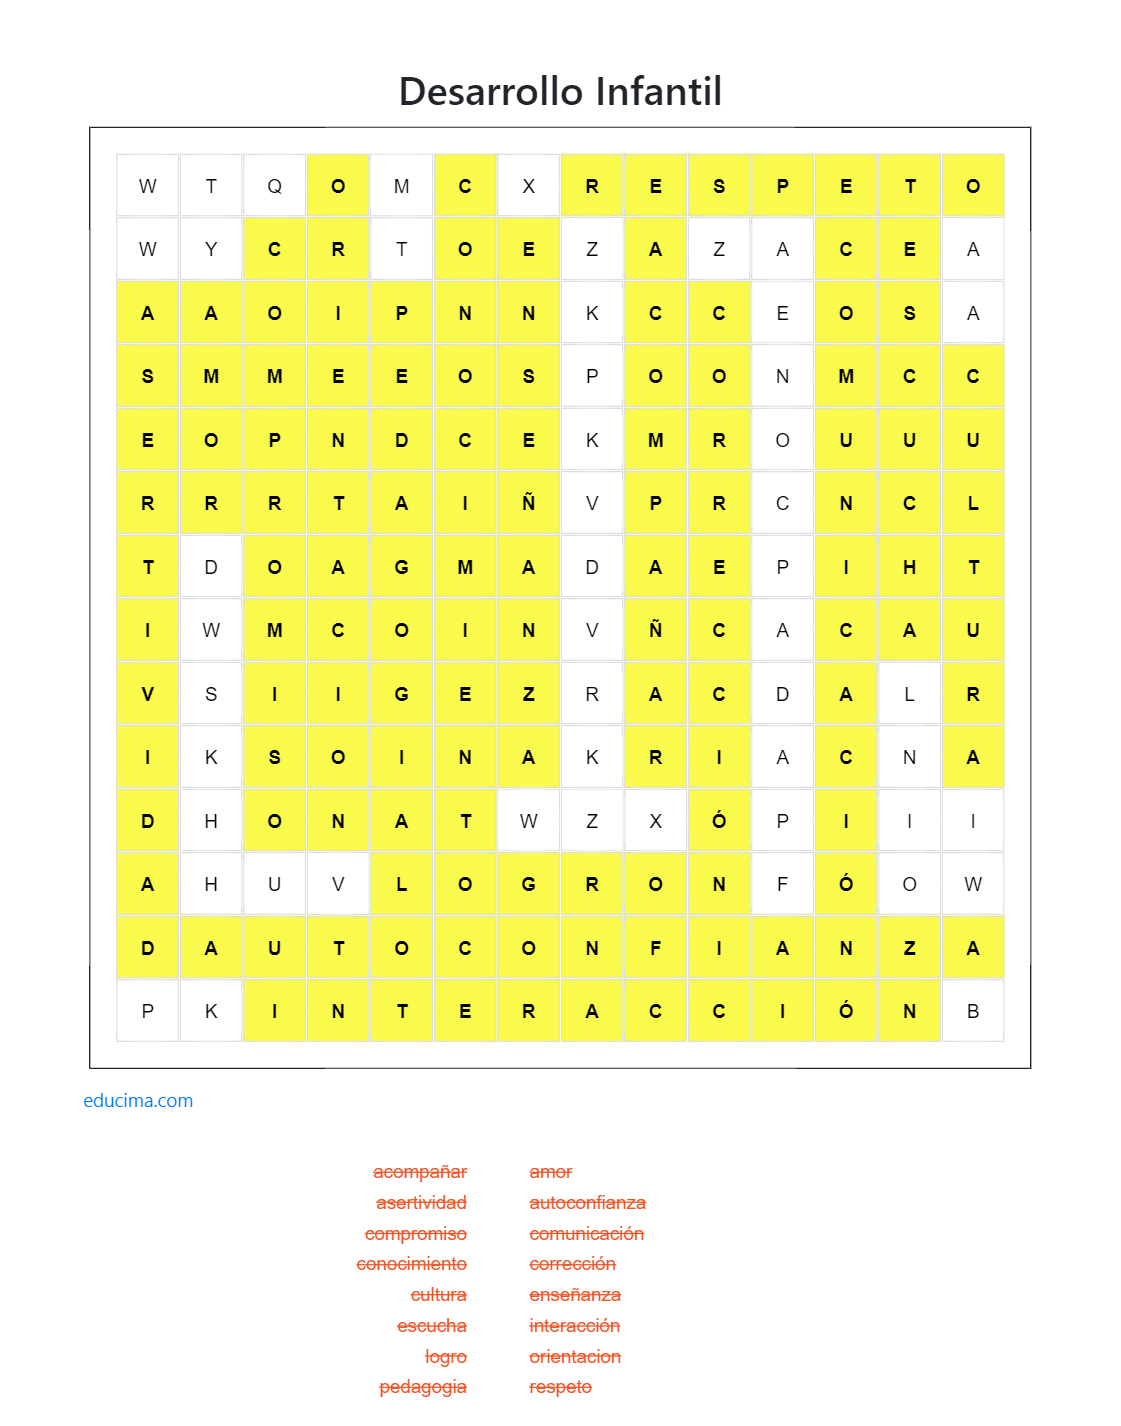 Desarrollo Infantil
W T Q O M C X R E S P E T O
W Y C R T O E Z A Z A C E A
A A O I P N N K C C E O S A
S M M E E O S P O O N M C C
E O P N D C E K M R O U U U
R R R T A I Ñ V P R C N C L
T D O A G M A D A E P I H T
I W M C O I N V Ñ C A C A U
V S I I G E Z R A C D A L R
I K S O I N A K R I A C N A
D H O N A T W Z X Ó P I I I
A H U V L O G R O N F Ó O W
D A U T O C O N F I A N Z A
P K I N T E R A C C I Ó N B
educima.com
acompañar amor
asertividad autoconfianza
compromiso comunicación
conocimiento corrección
cultura enseñanza
escucha interacción
logro orientacion
pedagogia respeto